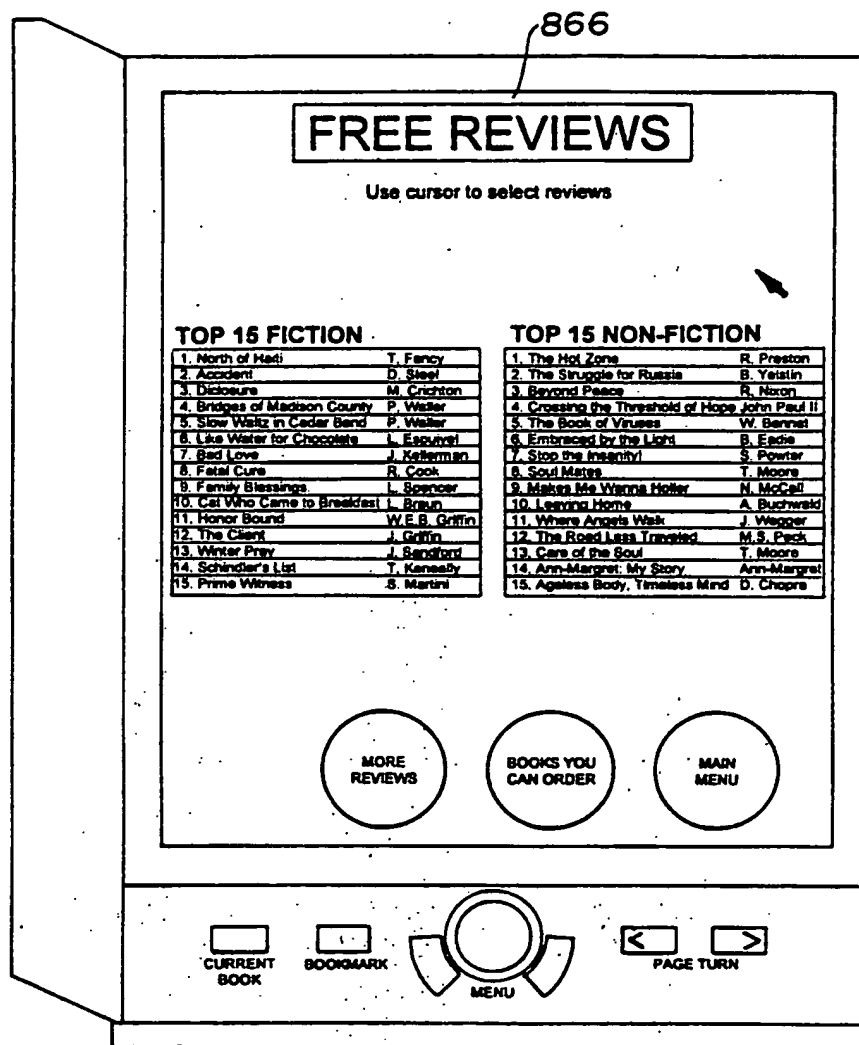 866
FREE REVIEWS
Use cursor to select reviews
TOP 15 FICTION
1. North of Haiti T. Fancy
2. Accident D. Steel
3. Diclosure M. Crichton
4. Bridges of Madison County P. Waller
5. Slow Waltz in Cedar Bend P. Waller
6. Like Water for Chocolate L. Esquivel
7. Bad Love J. Kellerman
8. Fatal Cure R. Cook
9. Family Blessings L. Spencer
10. Cat Who Came to Breakfast L. Braun
11. Honor Bound W.E.B. Griffin
12. The Client J. Griffin
13. Winter Prey J. Sandford
14. Schindler's List T. Keneally
15. Prime Witness S. Martini
TOP 15 NON-FICTION
1. The Hot Zone R. Preston
2. The Struggle for Russia B. Yelstin
3. Beyond Peace R. Nixon
4. Crossing the Threshold of Hope John Paul II
5. The Book of Viruses W. Bennet
6. Embraced by the Light B. Eadie
7. Stop the Insanity! S. Powter
8. Soul Mates T. Moore
9. Makes Me Wanna Holler N. McCall
10. Leaving Home A. Buchwald
11. Where Angels Walk J. Wegger
12. The Road Less Traveled M.S. Peck
13. Care of the Soul T. Moore
14. Ann-Margret: My Story Ann-Margret
15. Ageless Body, Timeless Mind D. Chopra
MORE
REVIEWS
BOOKS YOU
CAN ORDER
MAIN
MENU
CURRENT
BOOK
BOOKMARK
MENU
< >
PAGE TURN